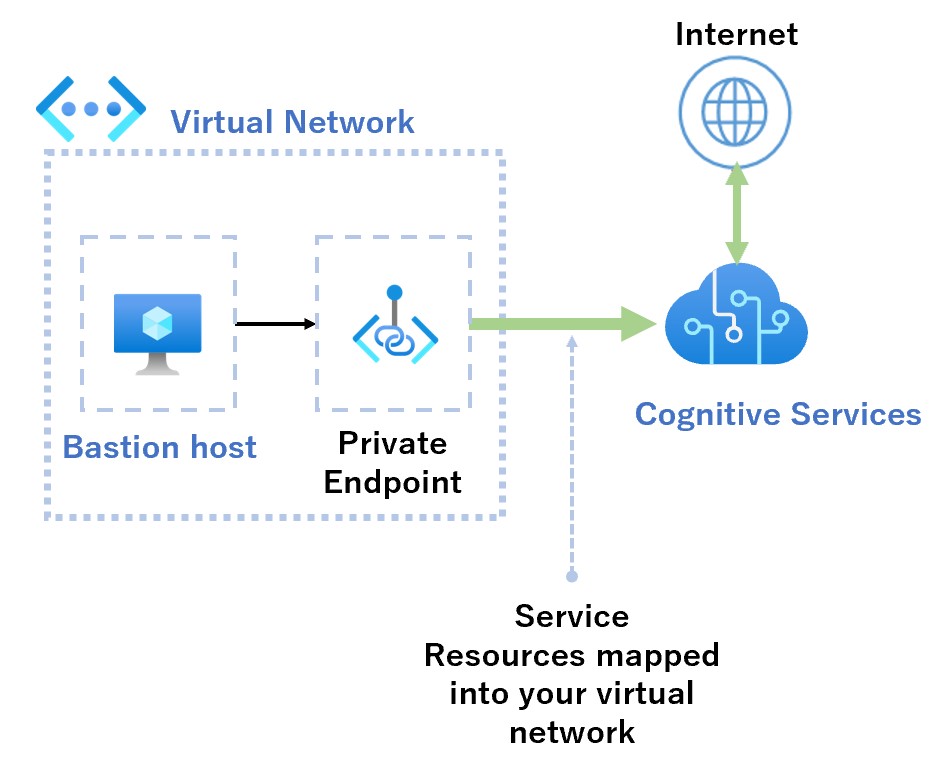 Internet
Virtual Network
Bastion host
Private
Endpoint
Cognitive Services
Service
Resources mapped
into your virtual
network